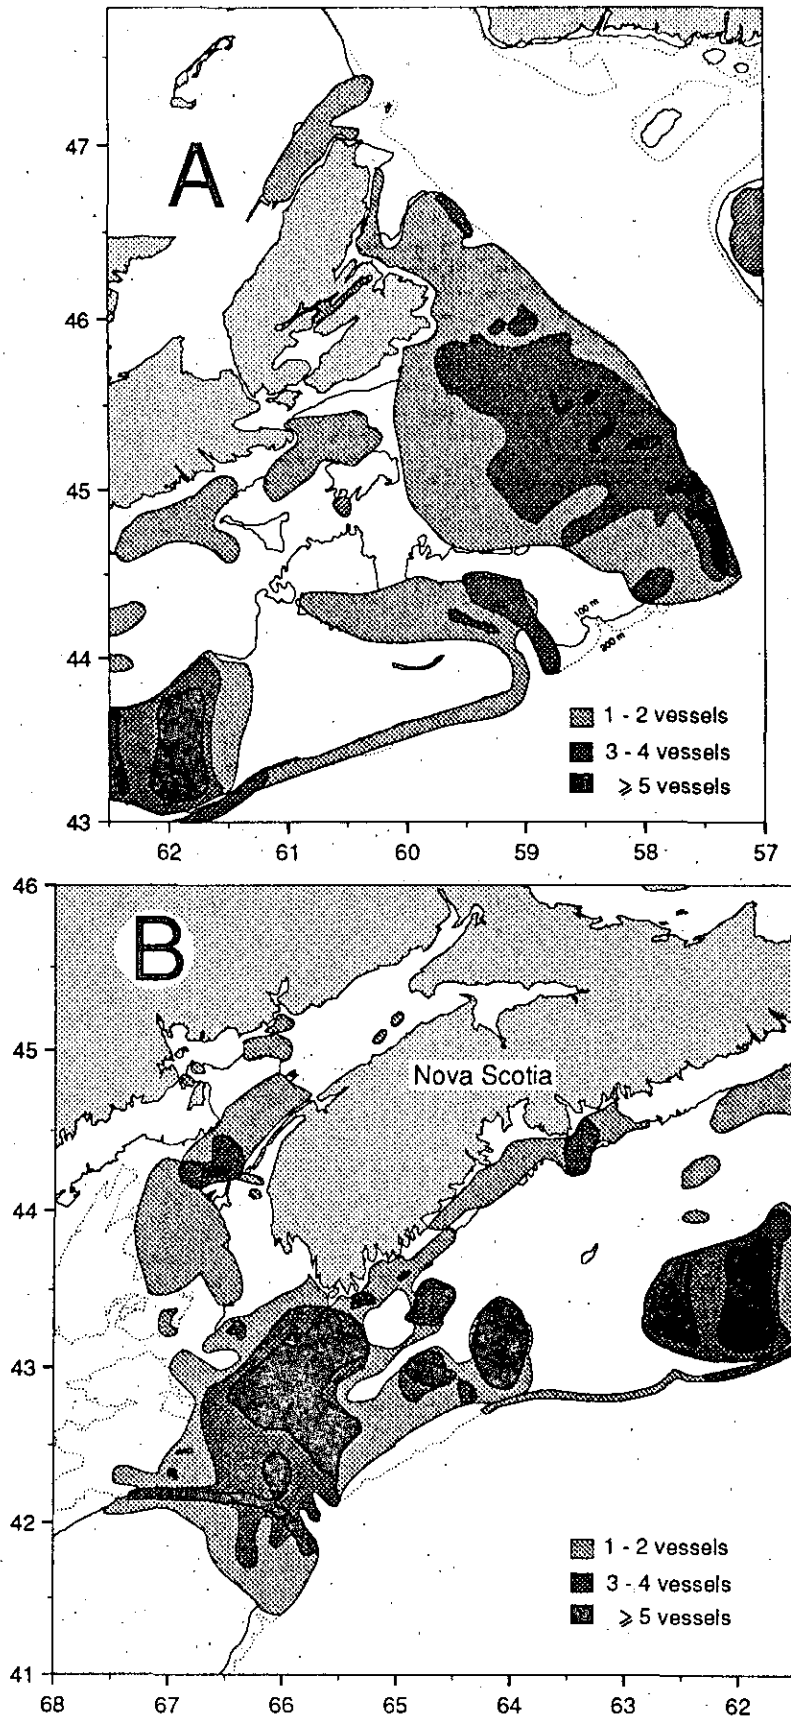 A
47
46
45
44
43
100 m
200 m
1 - 2 vessels
3 - 4 vessels
⩾ 5 vessels
62 61 60 59 58 57
B
46
45
44
43
42
41
Nova Scotia
1 - 2 vessels
3 - 4 vessels
⩾ 5 vessels
68 67 66 65 64 63 62